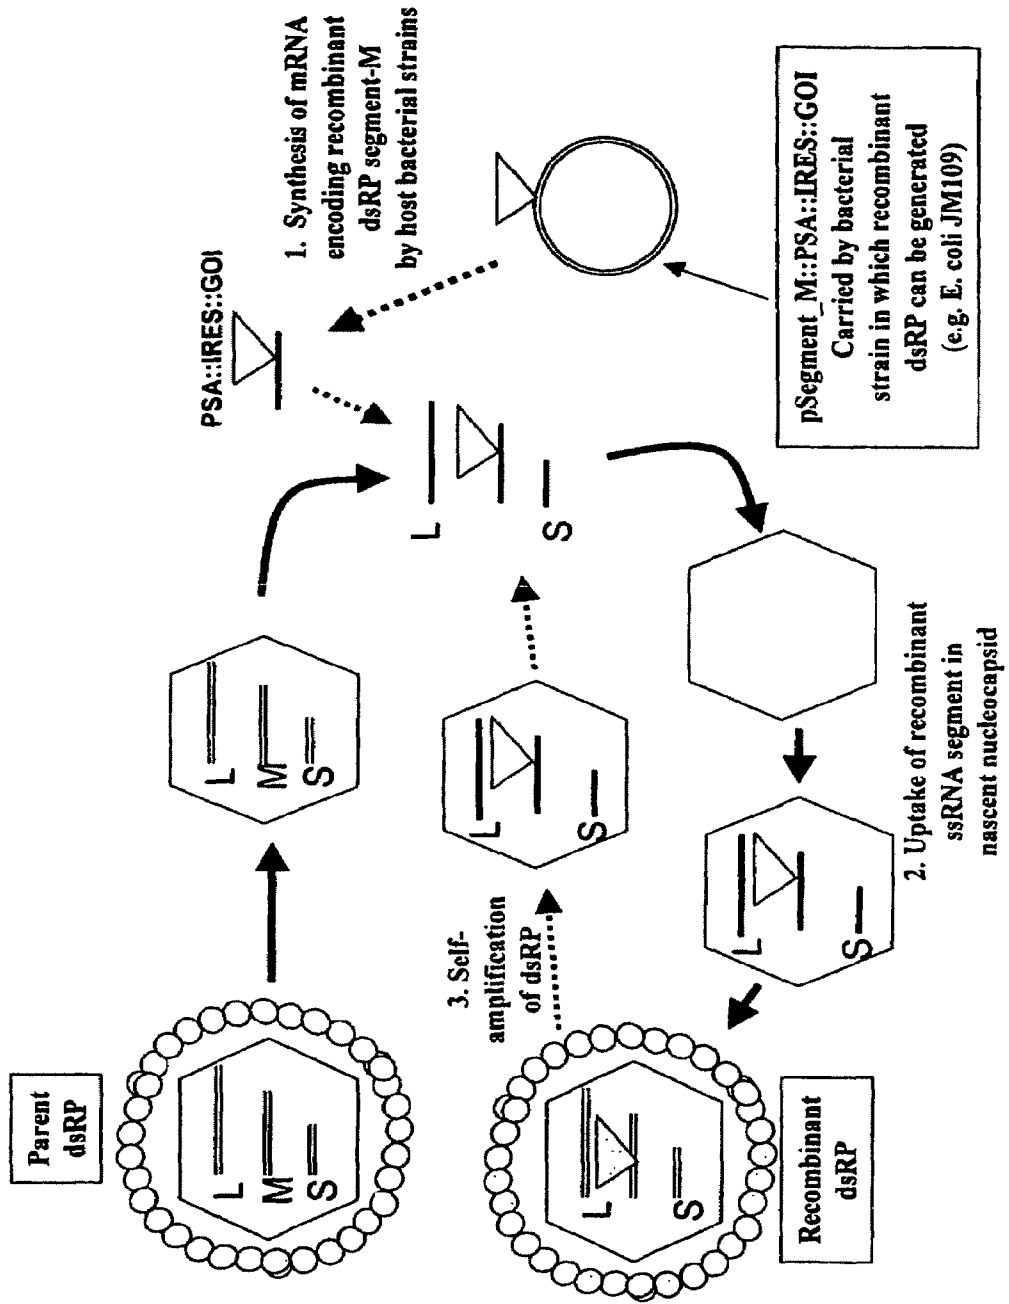 Parent
dsRP
L
M
S
L
M
S
PSA::IRES::GOI
1. Synthesis of mRNA
encoding recombinant
dsRP segment-M
by host bacterial strains
L
S
3. Self-
amplification
of dsRP
L
S
L
S
Recombinant
dsRP
L
S
2. Uptake of recombinant
ssRNA segment in
nascent nucleocapsid
pSegment_M::PSA::IRES::GOI
Carried by bacterial
strain in which recombinant
dsRP can be generated
(e.g. E. coli JM109)